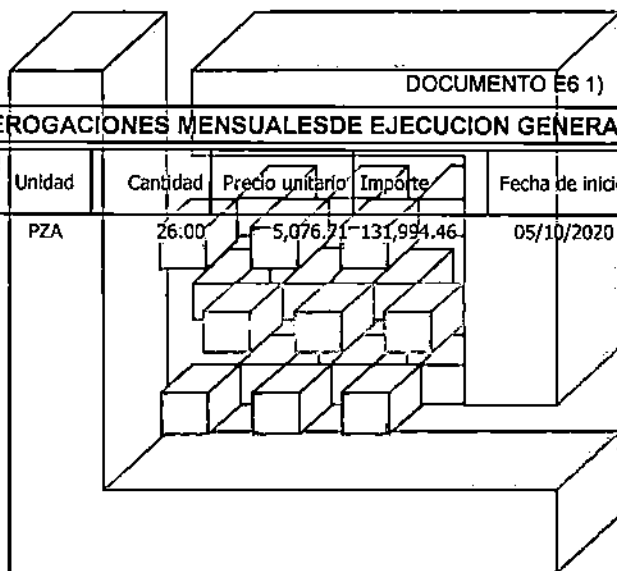 DOCUMENTO E6 1)
EROGACIONES MENSUALESDE EJECUCION GENERA
Unidad Cantidad Precio unitario Importe Fecha de inicio
PZA 26.00 5,076.71 131,994.46 05/10/2020